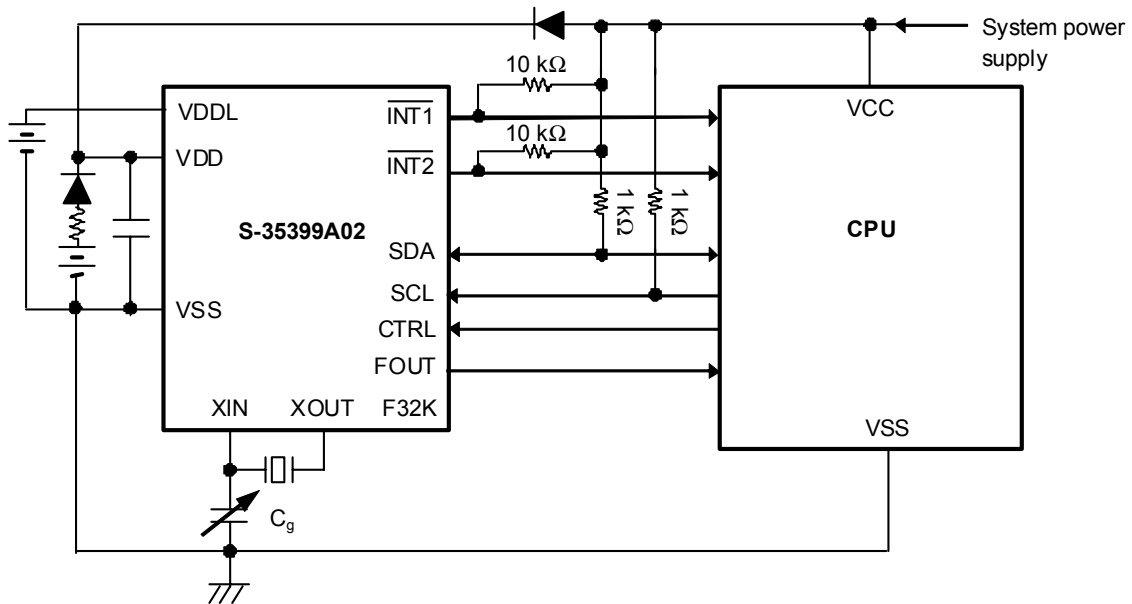 System power
supply
10 kΩ
VDDL
INT1
VCC
10 kΩ
VDD
INT2
1 kΩ
1 kΩ
S-35399A02
CPU
SDA
SCL
VSS
CTRL
FOUT
XIN XOUT F32K
VSS
Cg